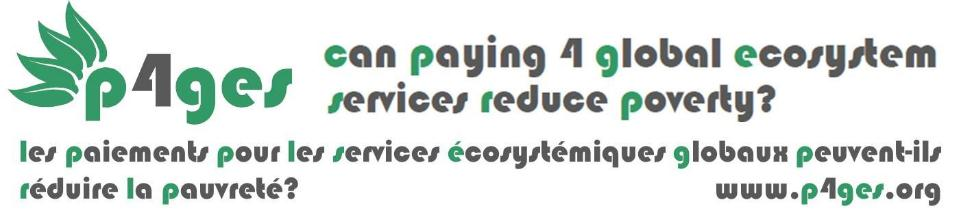 p4ges
can paying 4 global ecosystem
services reduce poverty?
les paiements pour les services écosystémiques globaux peuvent-ils
réduire la pauvreté?
www.p4ges.org